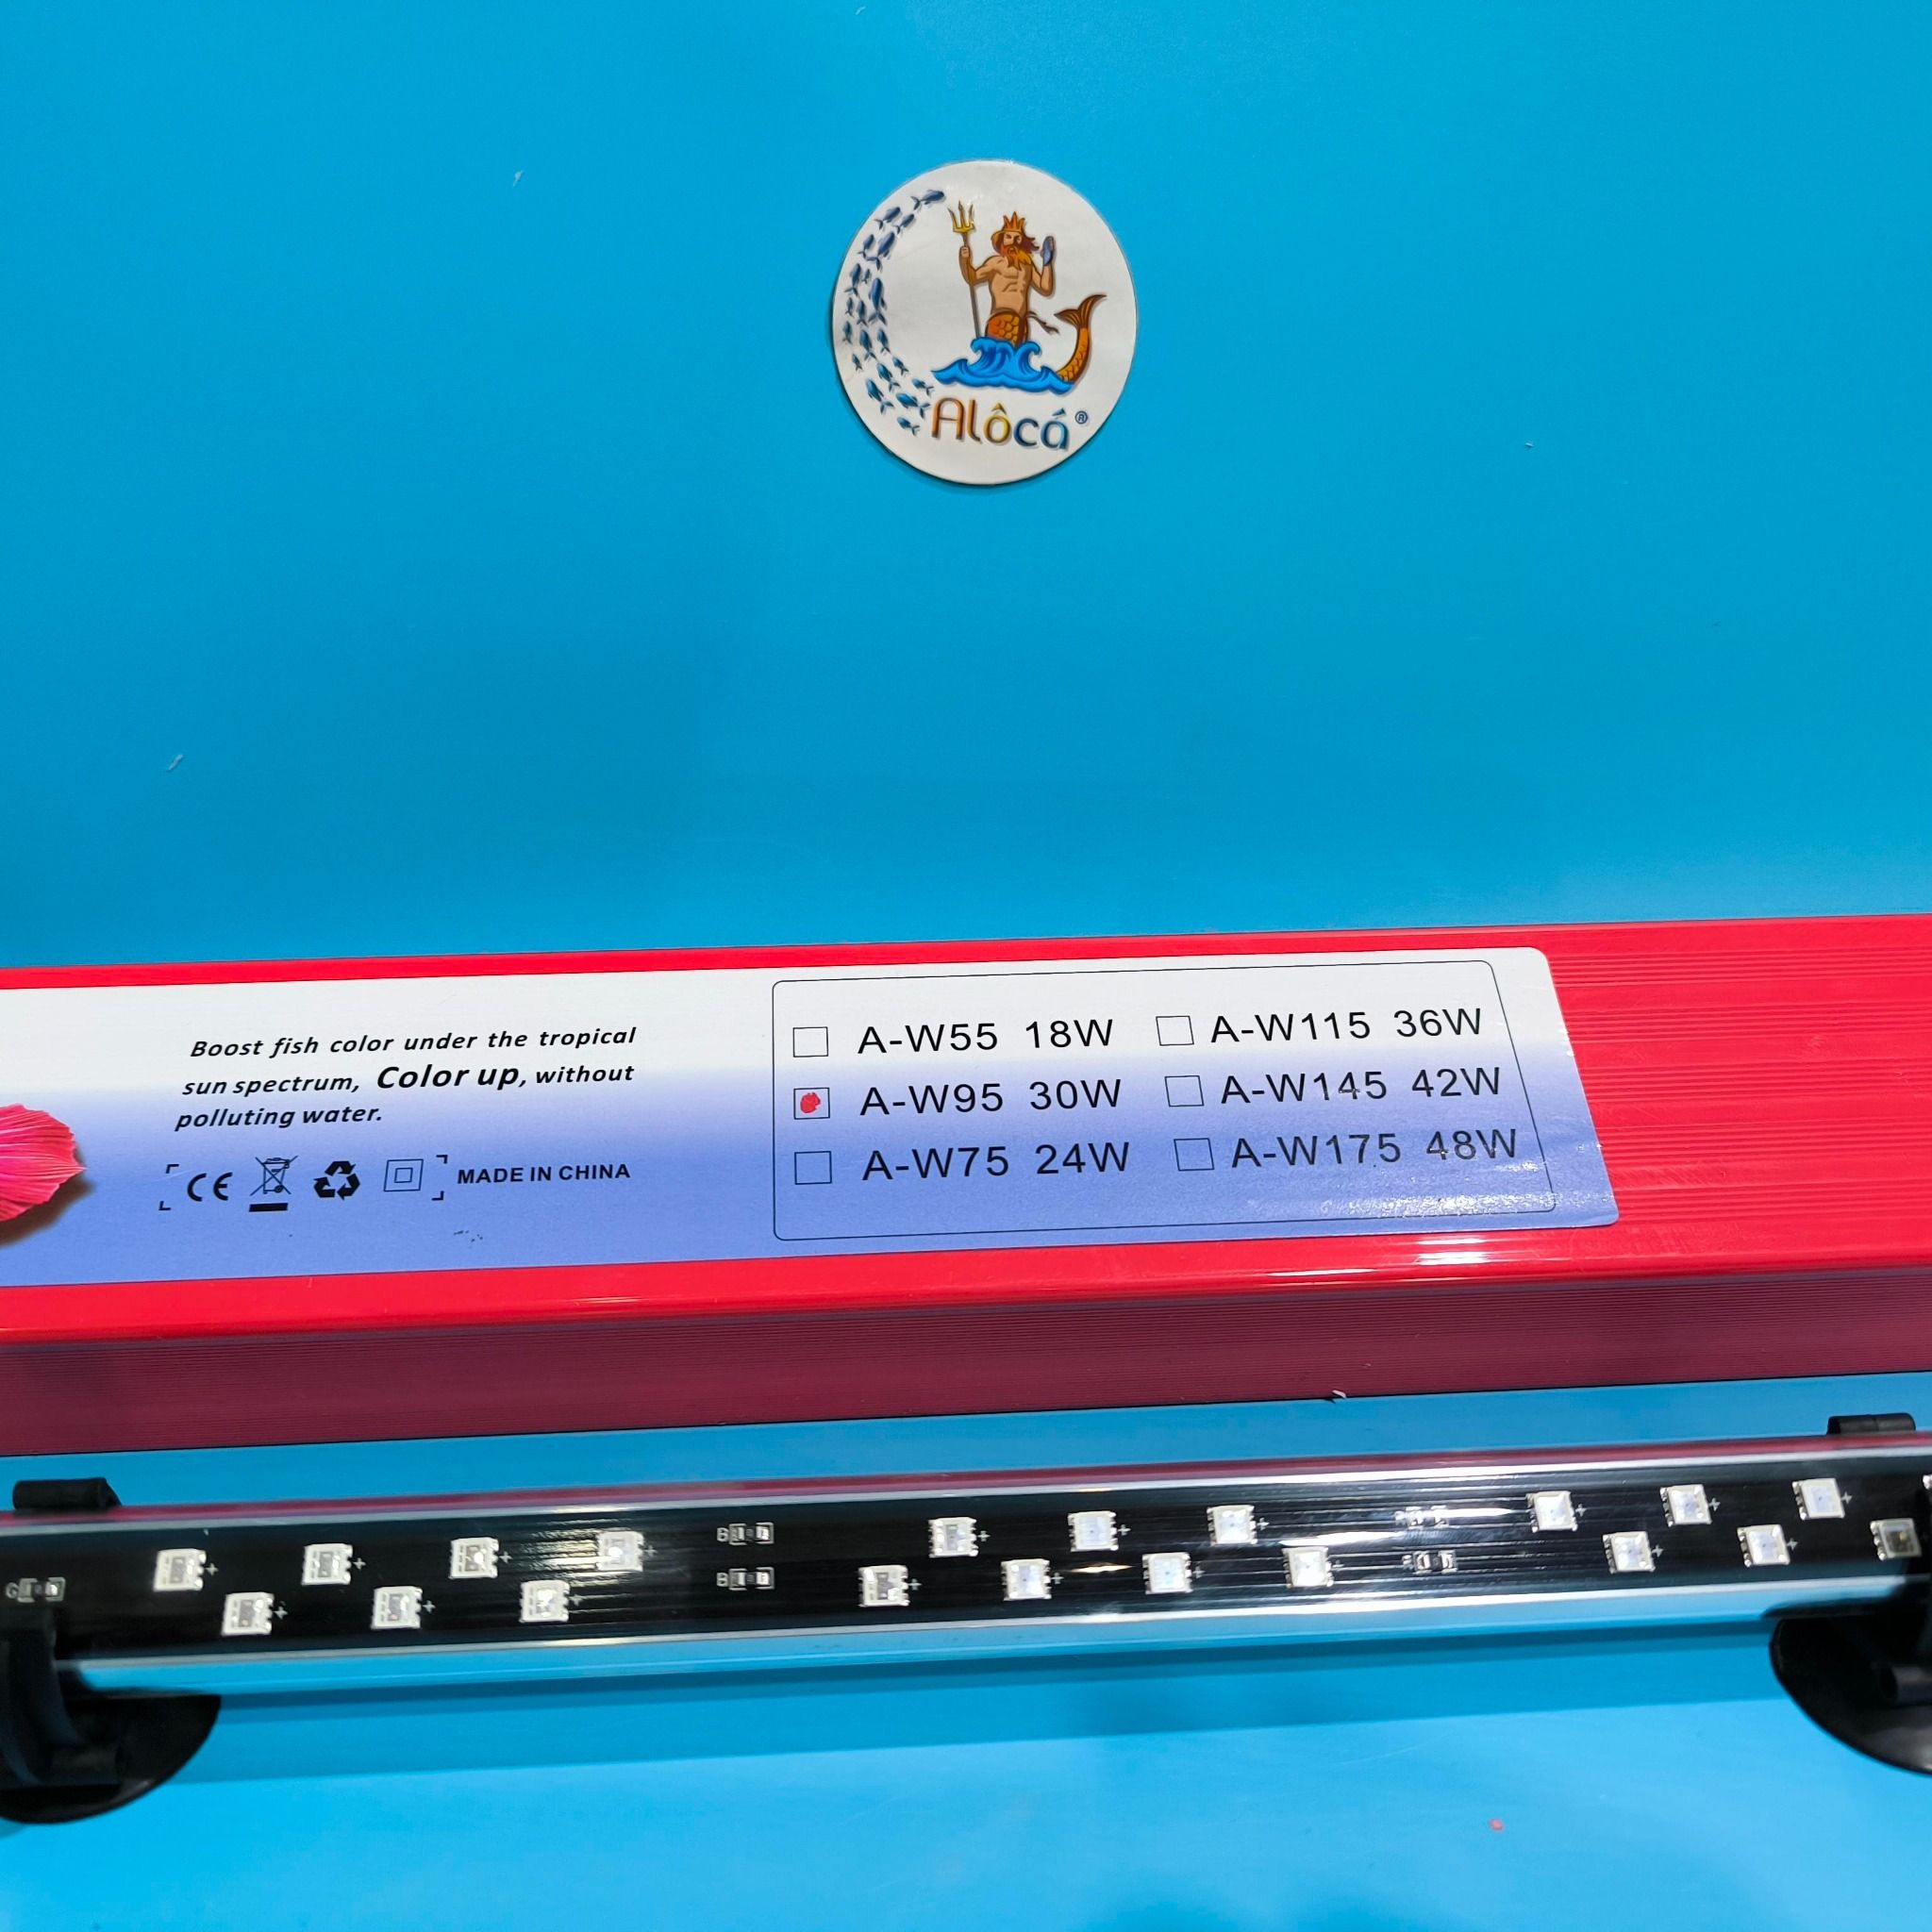 Alôcá®
Boost fish color under the tropical
sun spectrum, Color up, without
polluting water.
CE MADE IN CHINA
A-W55 18W A-W115 36W
A-W95 30W A-W145 42W
A-W75 24W A-W175 48W